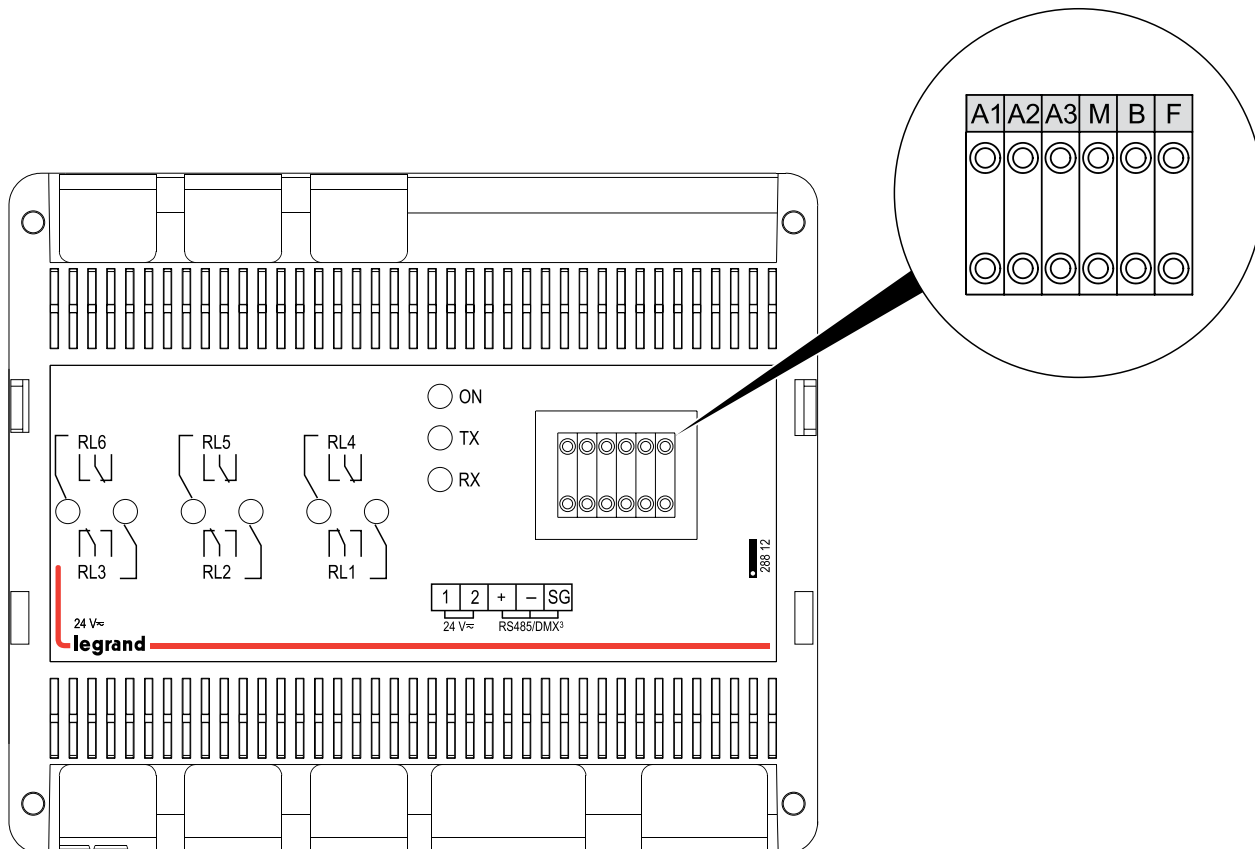 A1 A2 A3 M B F
ON
TX
RX
RL6 RL5 RL4
RL3 RL2 RL1
288 12
1 2 + – SG
24 V≂ RS485/DMX³
24 V≂
legrand